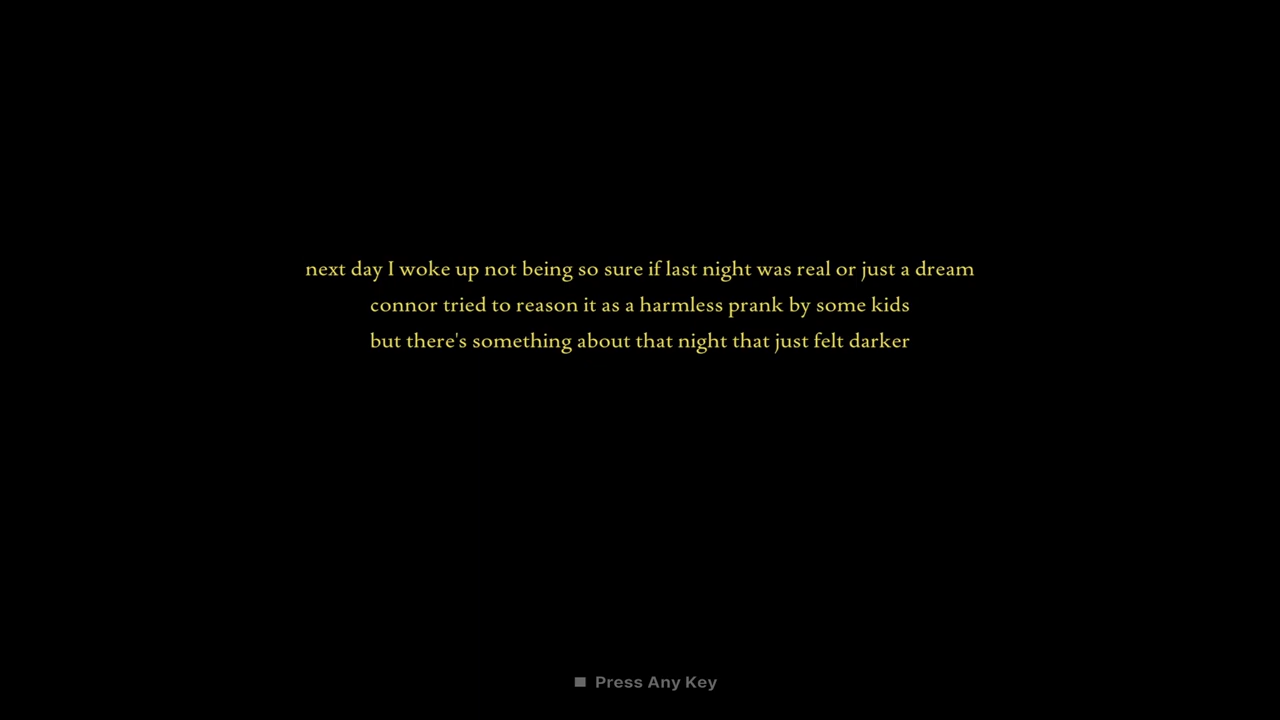 next day I woke up not being so sure if last night was real or just a dream
connor tried to reason it as a harmless prank by some kids
but there's something about that night that just felt darker
Press Any Key